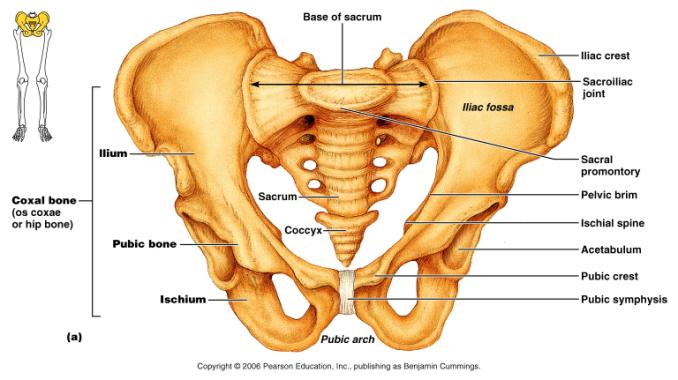 Base of sacrum
Iliac crest
Sacroiliac
joint
Iliac fossa
Ilium
Sacral
promontory
Sacrum
Pelvic brim
Coxal bone
(os coxae
or hip bone)
Coccyx
Ischial spine
Pubic bone
Acetabulum
Pubic crest
Ischium
Pubic symphysis
(a)
Pubic arch
Copyright © 2006 Pearson Education, Inc., publishing as Benjamin Cummings.